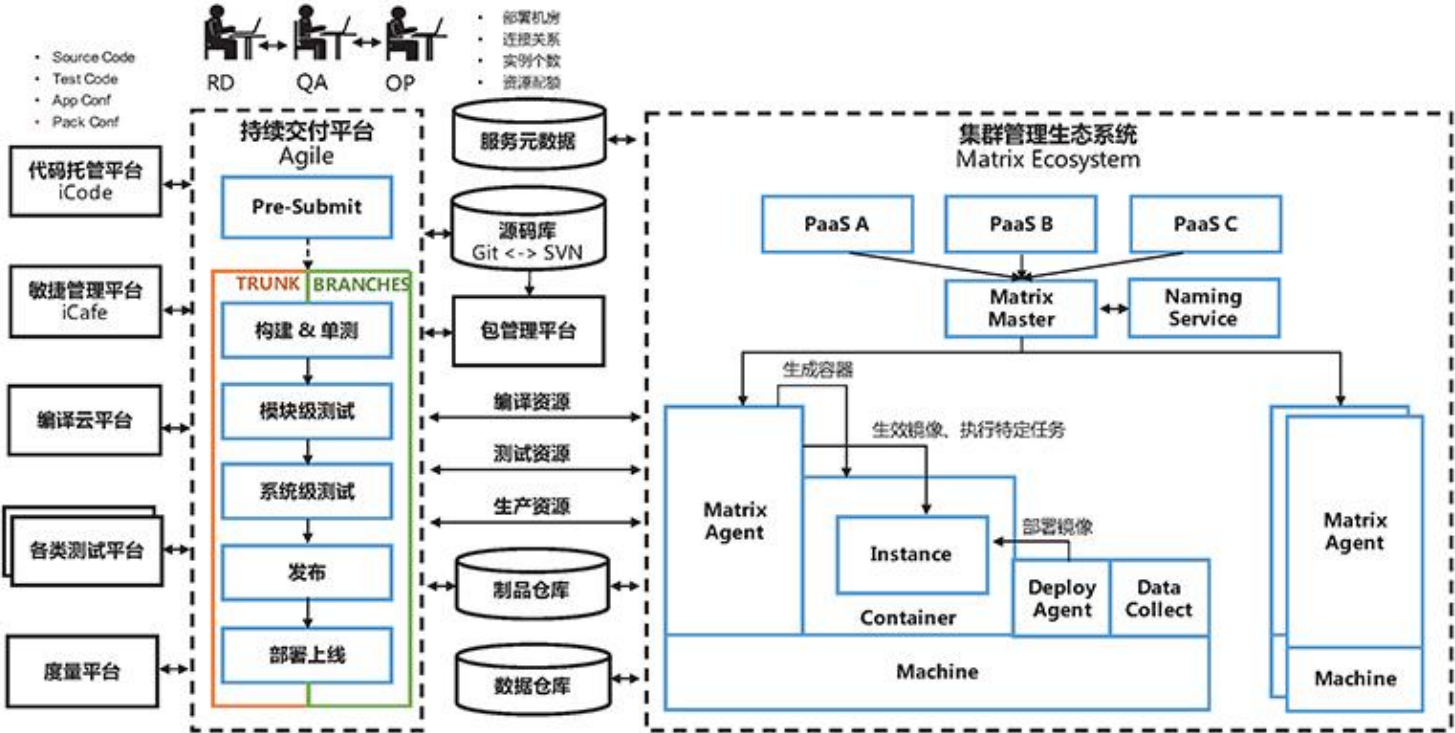 RD
QA
OP
• Source Code
• Test Code
• App Conf
• Pack Conf
• 部署机房
• 连接关系
• 实例个数
• 资源配额
代码托管平台
iCode
敏捷管理平台
iCafe
编译云平台
各类测试平台
度量平台
持续交付平台
Agile
Pre-Submit
TRUNK
BRANCHES
构建 & 单测
模块级测试
系统级测试
发布
部署上线
服务元数据
源码库
Git <-> SVN
包管理平台
编译资源
测试资源
生产资源
制品仓库
数据仓库
集群管理生态系统
Matrix Ecosystem
PaaS A
PaaS B
PaaS C
Matrix
Master
Naming
Service
生成容器
生效镜像、执行特定任务
Matrix
Agent
Instance
部署镜像
Container
Deploy
Agent
Data
Collect
Machine
Matrix
Agent
Machine